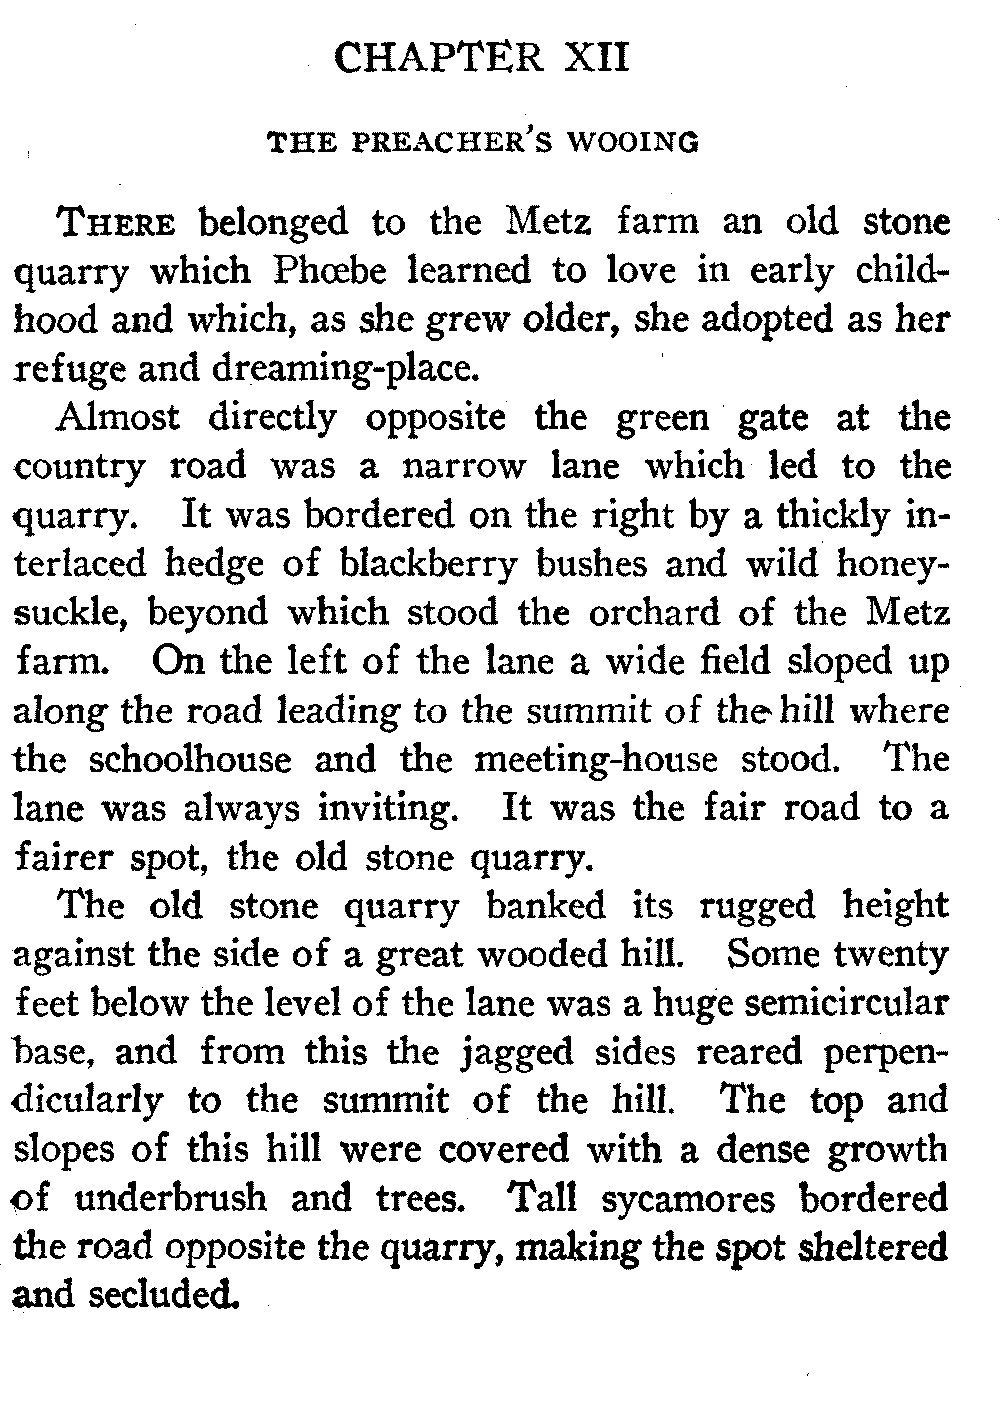 CHAPTER XII
THE PREACHER'S WOOING
THERE belonged to the Metz farm an old stone
quarry which Phœbe learned to love in early child-
hood and which, as she grew older, she adopted as her
refuge and dreaming-place.
Almost directly opposite the green gate at the
country road was a narrow lane which led to the
quarry. It was bordered on the right by a thickly in-
terlaced hedge of blackberry bushes and wild honey-
suckle, beyond which stood the orchard of the Metz
farm. On the left of the lane a wide field sloped up
along the road leading to the summit of the hill where
the schoolhouse and the meeting-house stood. The
lane was always inviting. It was the fair road to a
fairer spot, the old stone quarry.
The old stone quarry banked its rugged height
against the side of a great wooded hill. Some twenty
feet below the level of the lane was a huge semicircular
base, and from this the jagged sides reared perpen-
dicularly to the summit of the hill. The top and
slopes of this hill were covered with a dense growth
of underbrush and trees. Tall sycamores bordered
the road opposite the quarry, making the spot sheltered
and secluded.